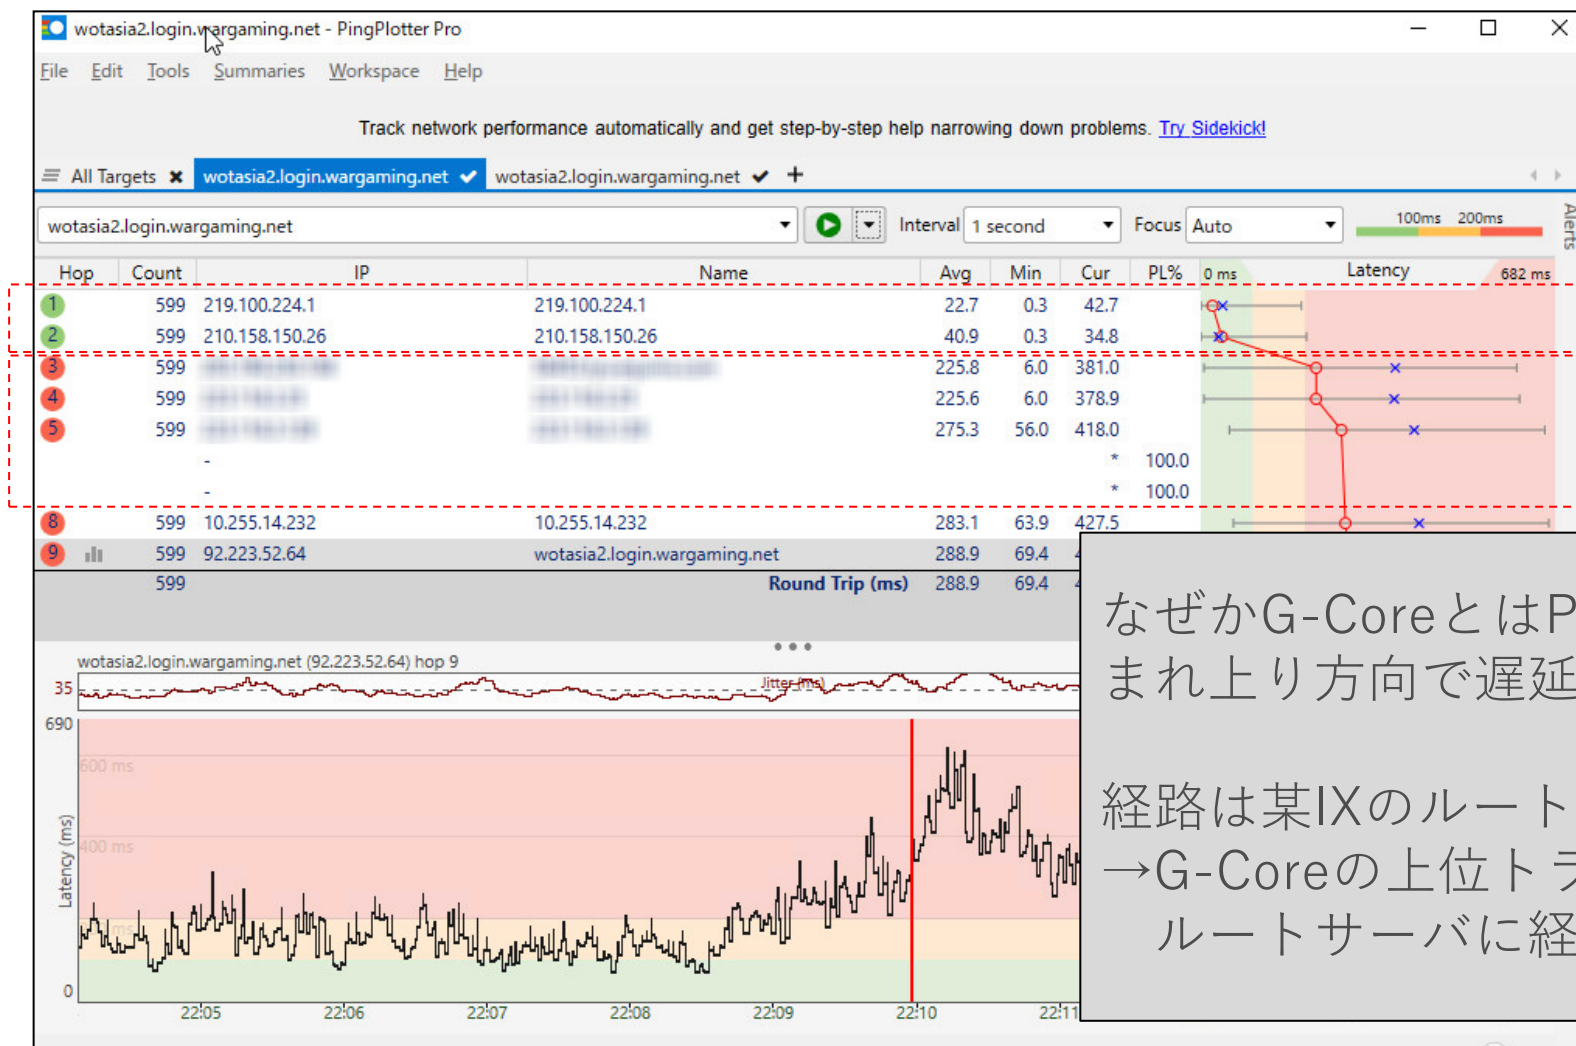 wotasia2.login.wargaming.net - PingPlotter Pro
File Edit Tools Summaries Workspace Help
Track network performance automatically and get step-by-step help narrowing down problems. Try Sidekick!
All Targets wotasia2.login.wargaming.net wotasia2.login.wargaming.net
Alerts
wotasia2.login.wargaming.net Interval 1 second Focus Auto 100ms 200ms
Hop Count IP Name Avg Min Cur PL% 0 ms Latency 682 ms
1 599 219.100.224.1 219.100.224.1 22.7 0.3 42.7
2 599 210.158.150.26 210.158.150.26 40.9 0.3 34.8
3 599 225.8 6.0 381.0
4 599 225.6 6.0 378.9
5 599 275.3 56.0 418.0
- * 100.0
- * 100.0
8 599 10.255.14.232 10.255.14.232 283.1 63.9 427.5
9 599 92.223.52.64 wotasia2.login.wargaming.net 288.9 69.4 4
599 Round Trip (ms) 288.9 69.4 4
wotasia2.login.wargaming.net (92.223.52.64) hop 9
35 Jitter (ms)
690
600 ms
400 ms
ms
Latency (ms)
0
22:05 22:06 22:07 22:08 22:09 22:10 22:11
なぜかG-CoreとはP
まれ上り方向で遅延
経路は某IXのルート
→G-Coreの上位トラ
ルートサーバに経